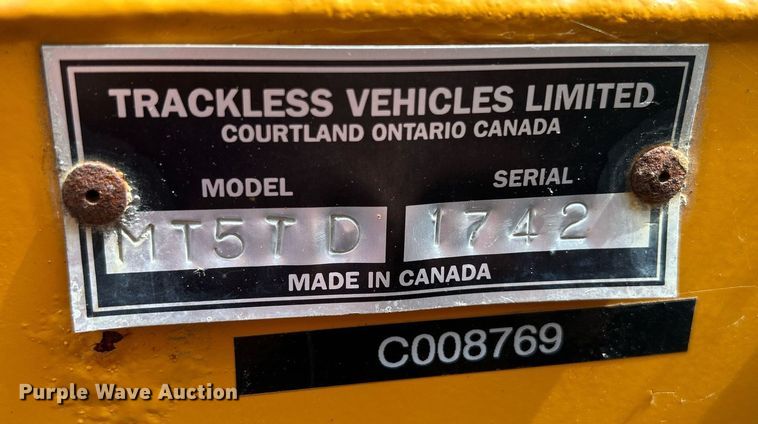 TRACKLESS VEHICLES LIMITED
COURTLAND ONTARIO CANADA
MODEL SERIAL
MT5TD 1742
MADE IN CANADA
C008769
Purple Wave Auction